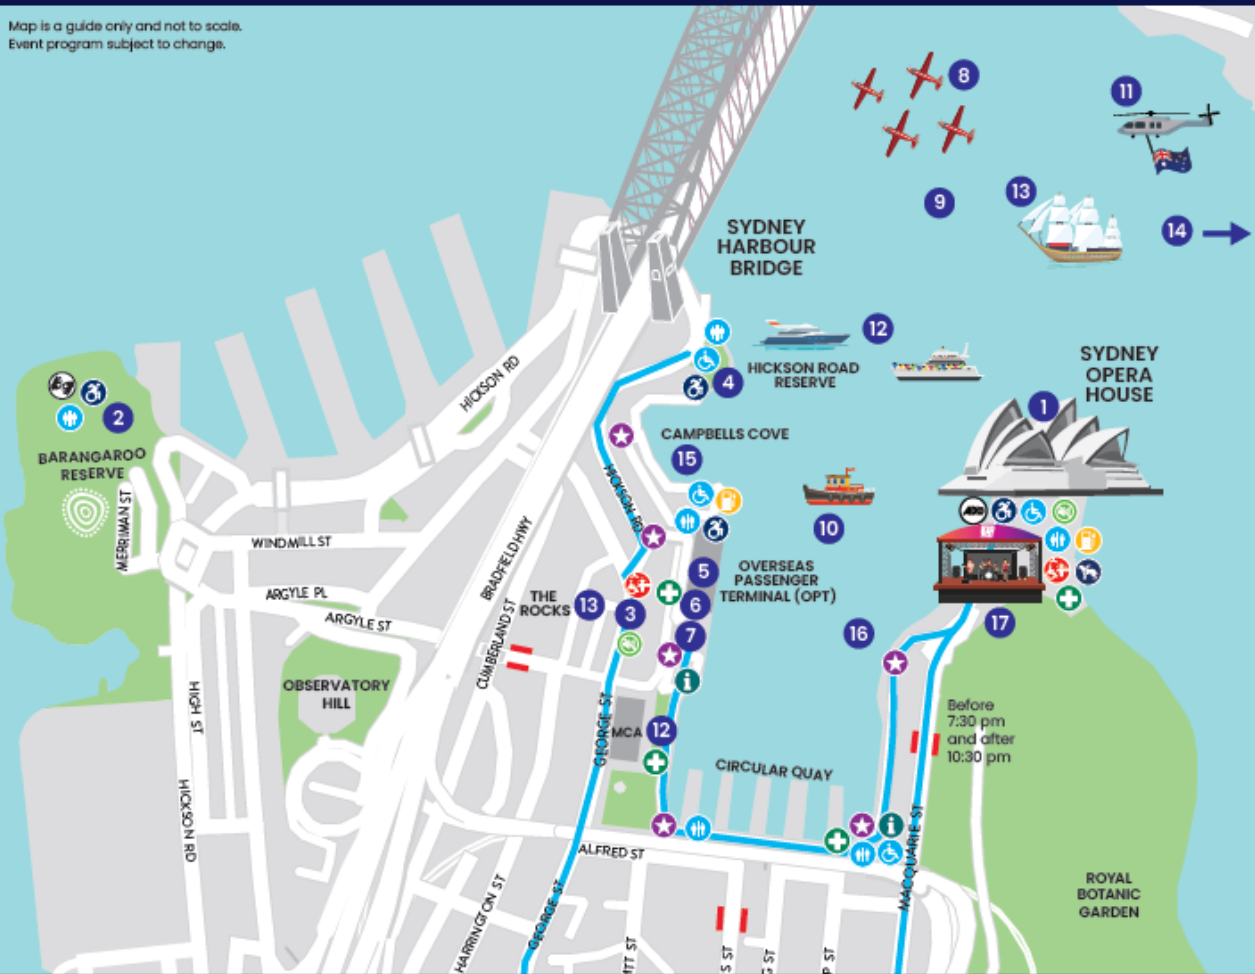 Map is a guide only and not to scale.
Event program subject to change.
8
11
9
13
14
SYDNEY
HARBOUR
BRIDGE
12
HICKSON ROAD
RESERVE
4
SYDNEY
OPERA
HOUSE
1
HICKSON RD
2
BARANGAROO
RESERVE
MERRIMAN ST
CAMPBELLS COVE
15
HICKSON RD
10
WINDMILL ST
BRADFIELD HWY
ARGYLE PL
ARGYLE ST
CUMBERLAND ST
THE
ROCKS
13
3
5
6
7
OVERSEAS
PASSENGER
TERMINAL (OPT)
16
17
OBSERVATORY
HILL
HIGH ST
GEORGE ST
MCA
12
i
Before
7:30 pm
and after
10:30 pm
CIRCULAR QUAY
HICKSON RD
ALFRED ST
i
MACQUARIE ST
HARRINGTON ST
GEORGE ST
ITT ST
S ST
G ST
P ST
ROYAL
BOTANIC
GARDEN